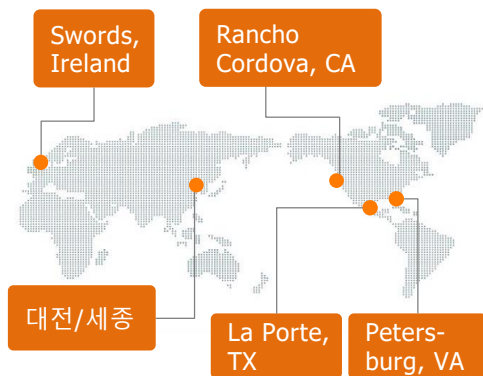 Swords,
Ireland
Rancho
Cordova, CA
대전/세종
La Porte,
TX
Peters-
burg, VA